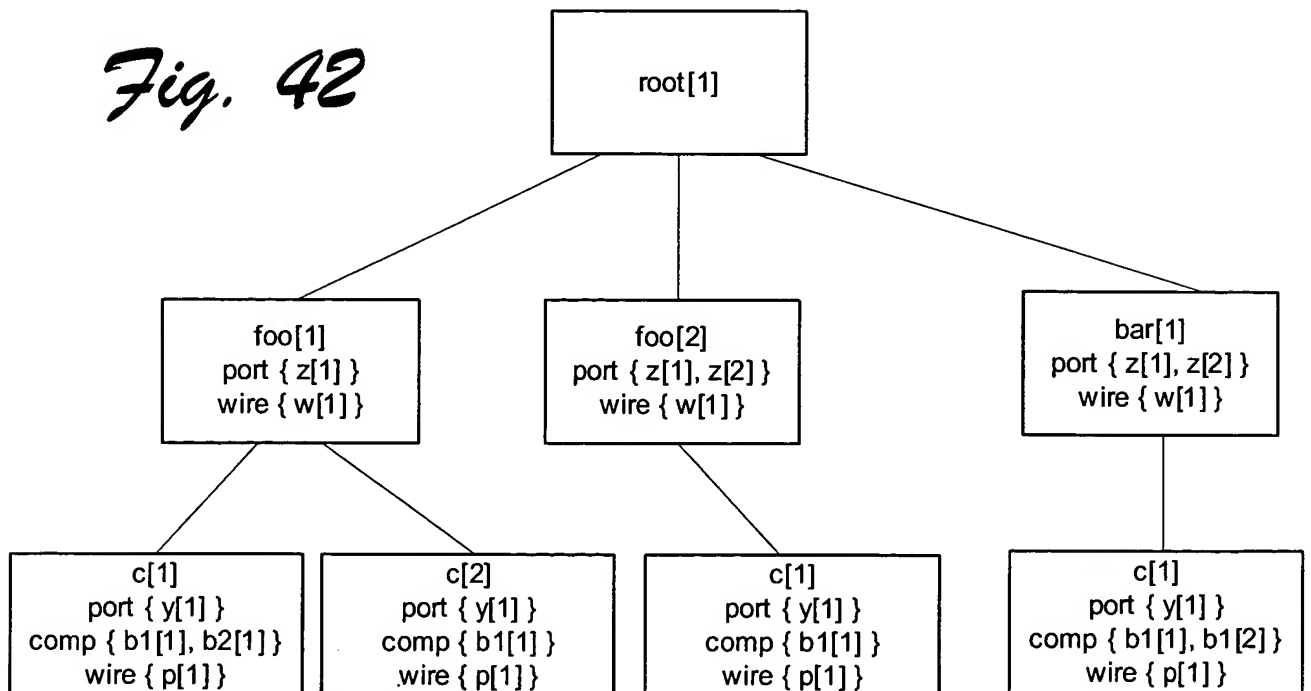 Fig. 42
root[1]
foo[1]
port { z[1] }
wire { w[1] }
foo[2]
port { z[1], z[2] }
wire { w[1] }
bar[1]
port { z[1], z[2] }
wire { w[1] }
c[1]
port { y[1] }
comp { b1[1], b2[1] }
wire { p[1] }
c[2]
port { y[1] }
comp { b1[1] }
wire { p[1] }
c[1]
port { y[1] }
comp { b1[1] }
wire { p[1] }
c[1]
port { y[1] }
comp { b1[1], b1[2] }
wire { p[1] }